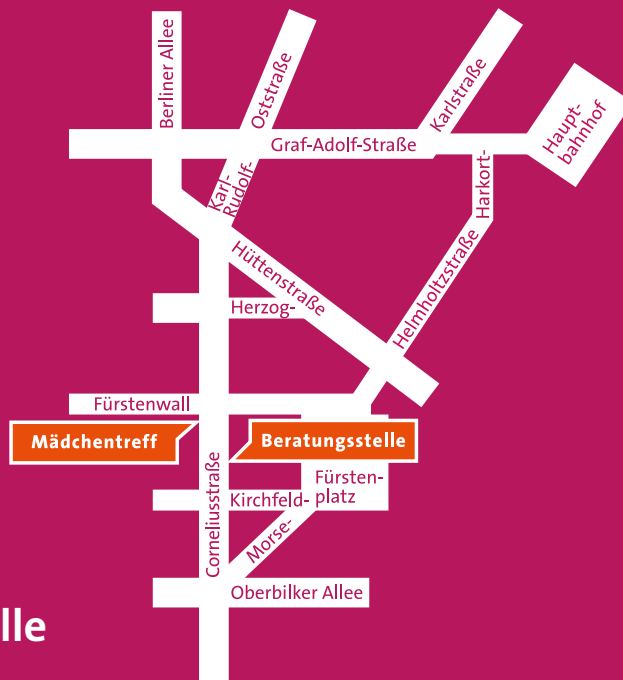 Berliner Allee
Oststraße
Karlstraße
Haupt-
bahnhof
Graf-Adolf-Straße
Karl-
Rudolf-
Harkort-
Hüttenstraße
Helmholtzstraße
Herzog-
Fürstenwall
Mädchentreff
Beratungsstelle
Corneliusstraße
Fürsten-
platz
Kirchfeld-
Morse-
Oberbilker Allee
lle